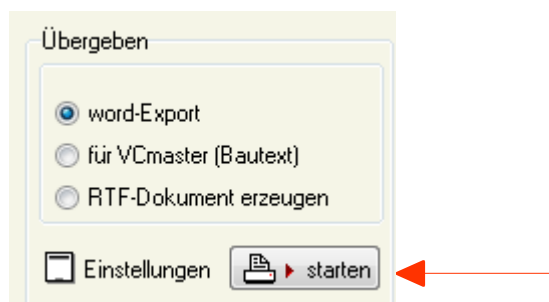 Übergeben
word-Export
für VCmaster (Bautext)
RTF-Dokument erzeugen
Einstellungen starten